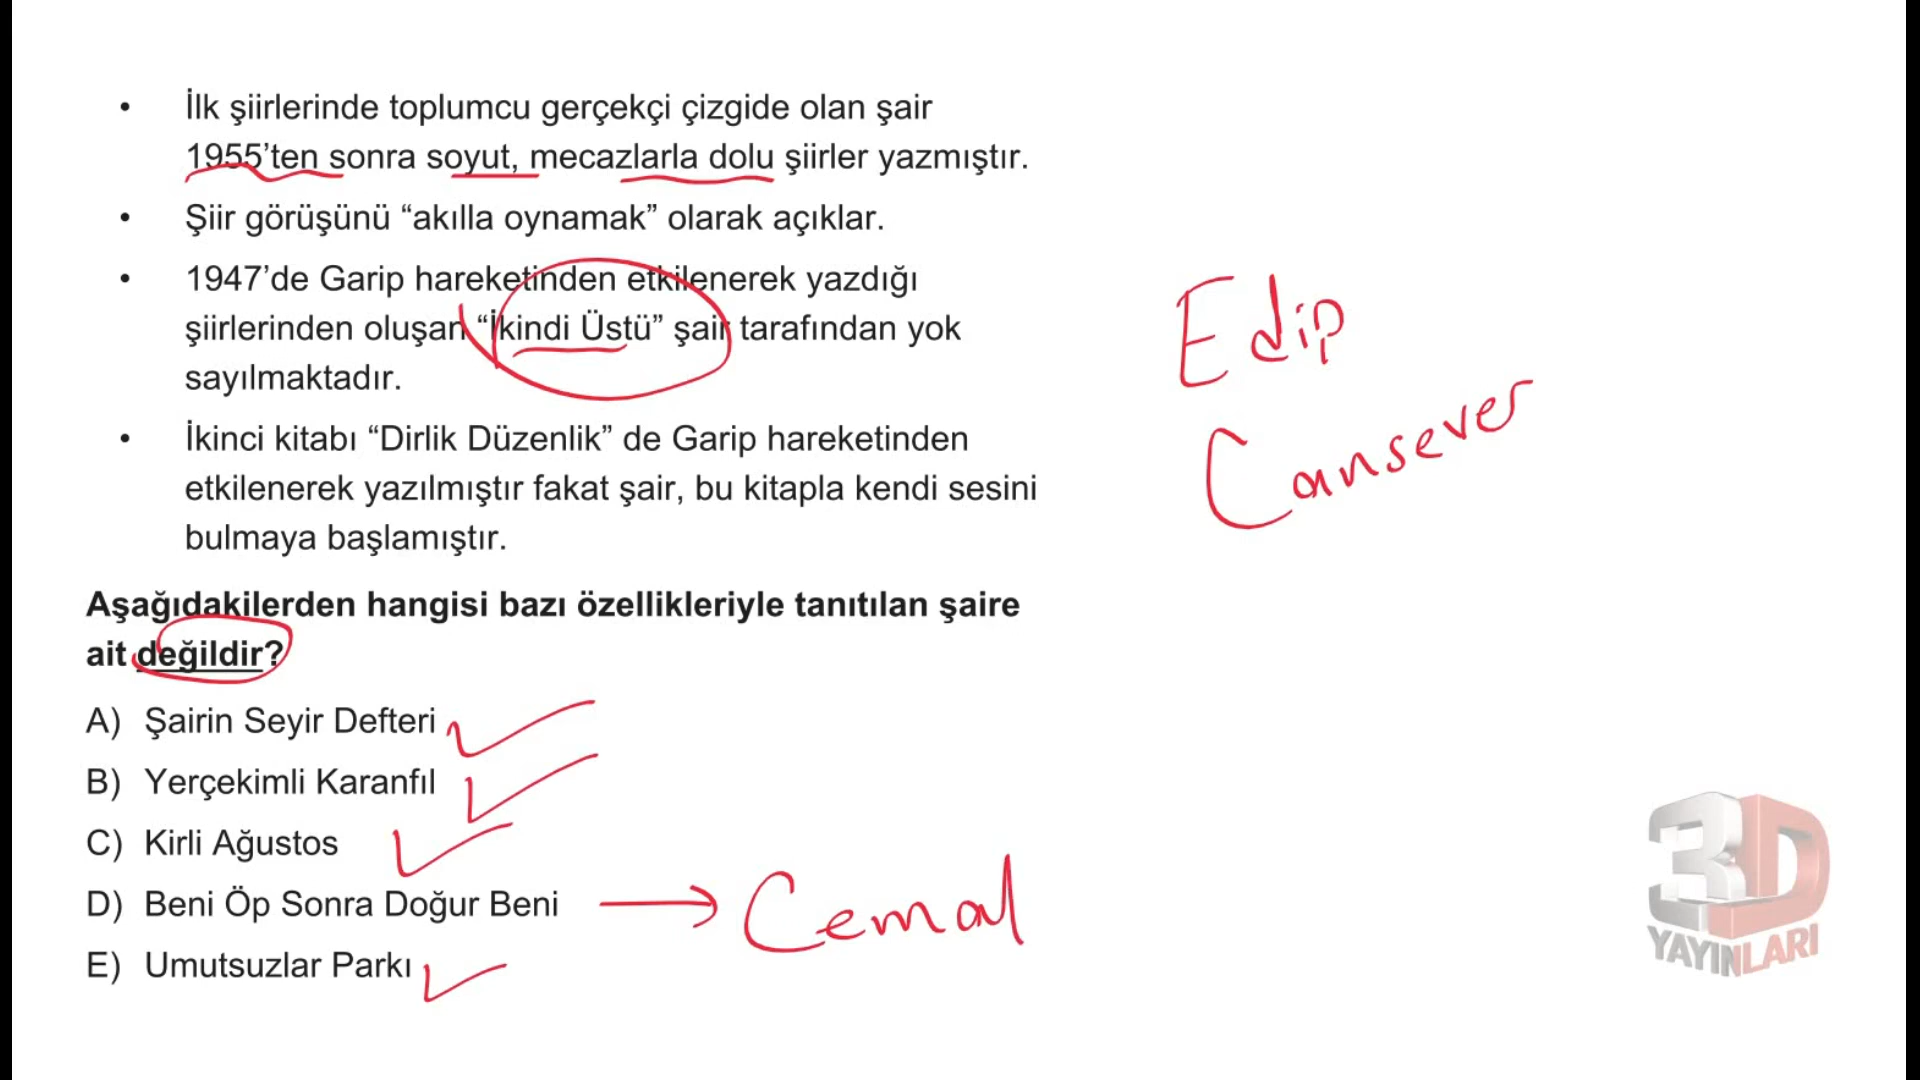 • İlk şiirlerinde toplumcu gerçekçi çizgide olan şair
1955’ten sonra soyut, mecazlarla dolu şiirler yazmıştır.
• Şiir görüşünü “akılla oynamak” olarak açıklar.
• 1947’de Garip hareketinden etkilenerek yazdığı
şiirlerinden oluşan “İkindi Üstü” şair tarafından yok
sayılmaktadır.
• İkinci kitabı “Dirlik Düzenlik” de Garip hareketinden
etkilenerek yazılmıştır fakat şair, bu kitapla kendi sesini
bulmaya başlamıştır.
Edip
Cansever
Aşağıdakilerden hangisi bazı özellikleriyle tanıtılan şaire
ait değildir?
A) Şairin Seyir Defteri
B) Yerçekimli Karanfıl
C) Kirli Ağustos
D) Beni Öp Sonra Doğur Beni → Cemal
E) Umutsuzlar Parkı
3D
YAYINLARI